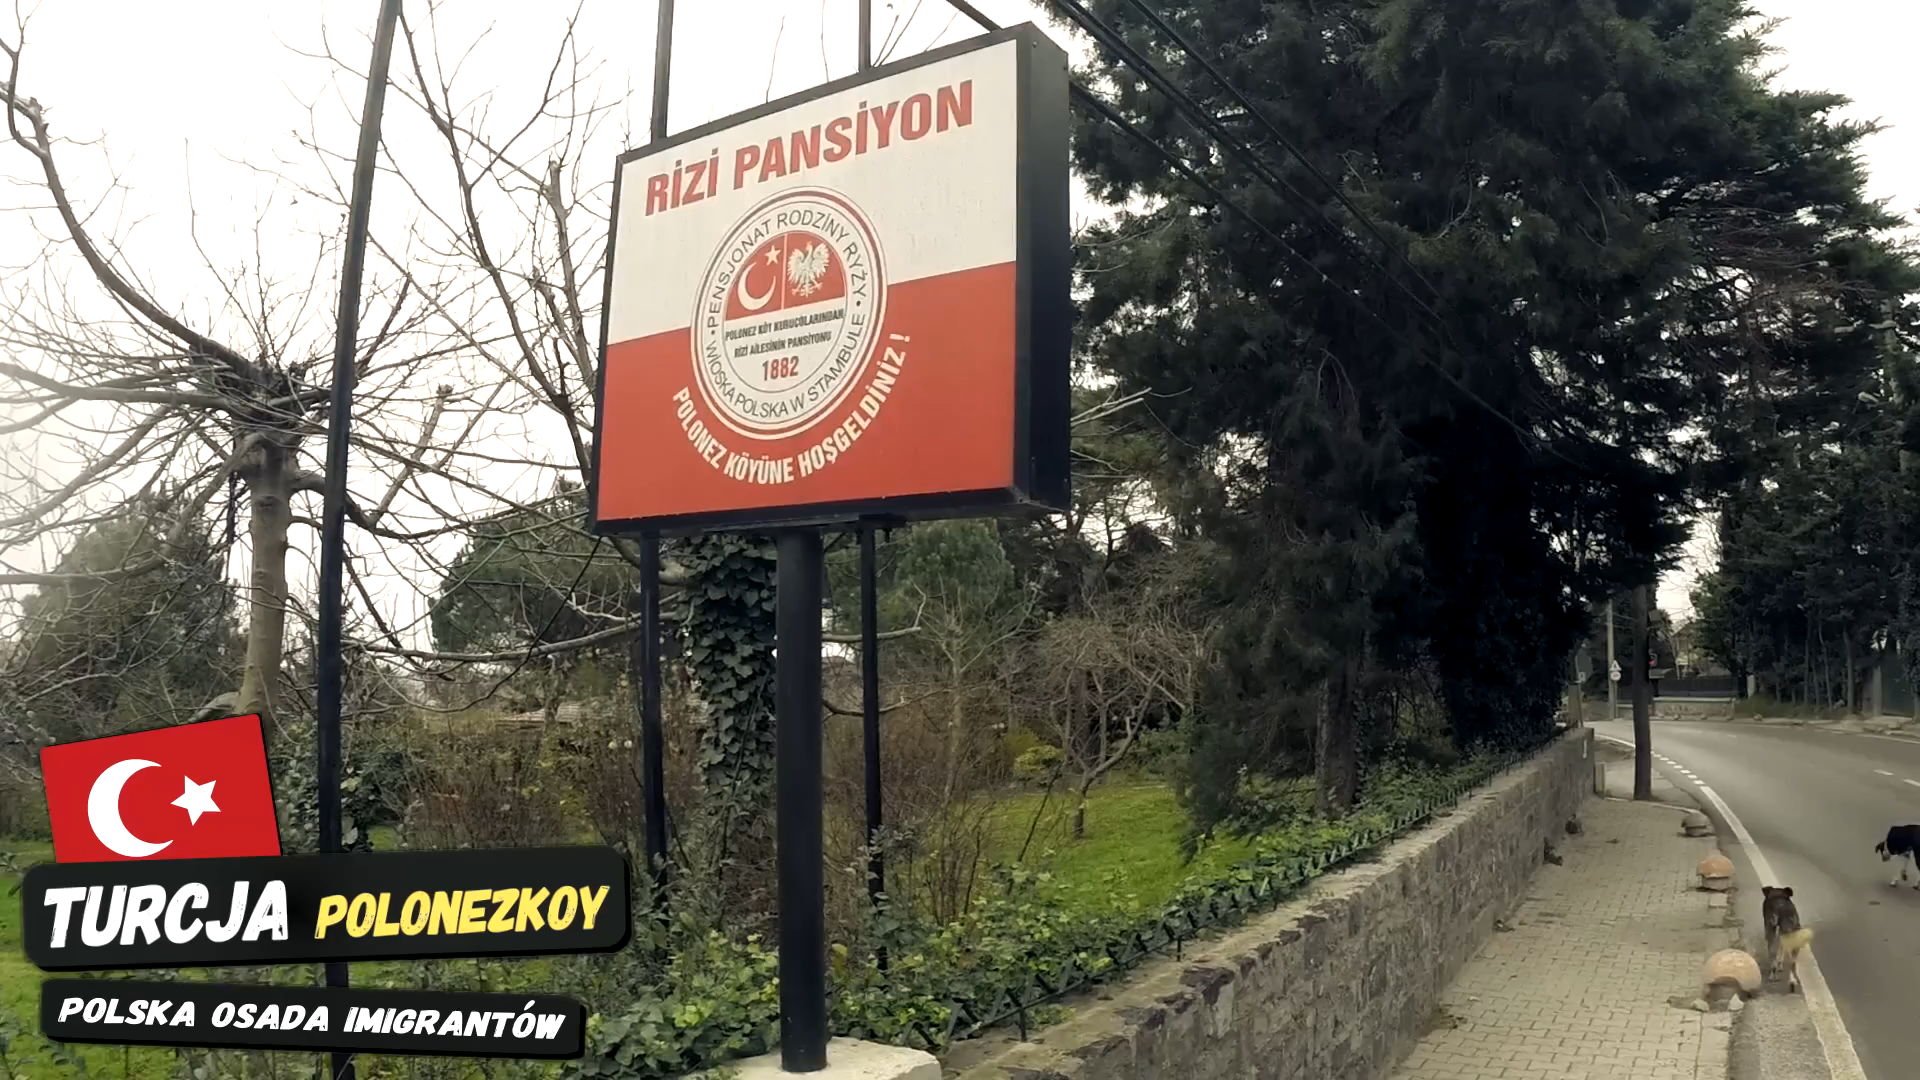 RİZİ PANSİYON
• PENSJONAT RODZINY RYŻY •
POLONEZ KÖY KURUCULARINDAN
RİZİ AİLESİNİN PANSİYONU
1882
WIOSKA POLSKA W STAMBULE
POLONEZ KÖYÜNE HOŞGELDİNİZ !
TURCJA POLONEZKOY
POLSKA OSADA IMIGRANTÓW